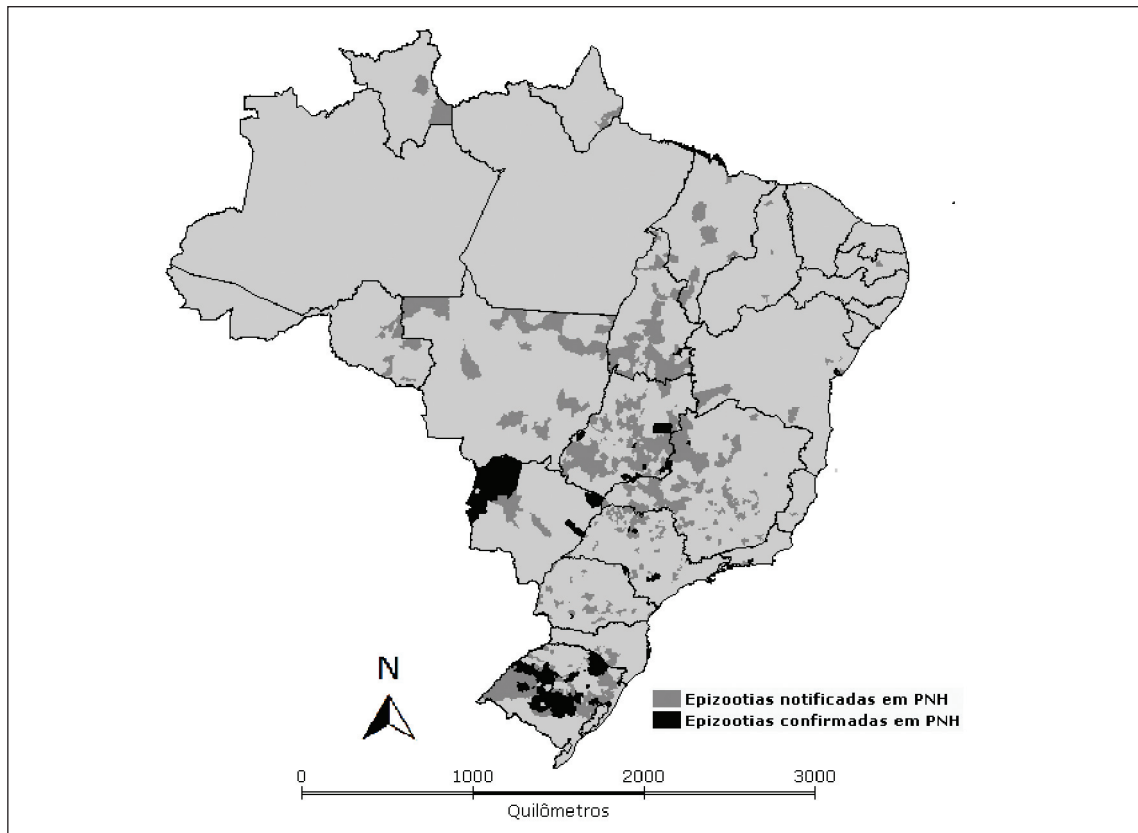 N
Epizootias notificadas em PNH
Epizootias confirmadas em PNH
0 1000 2000 3000
Quilômetros